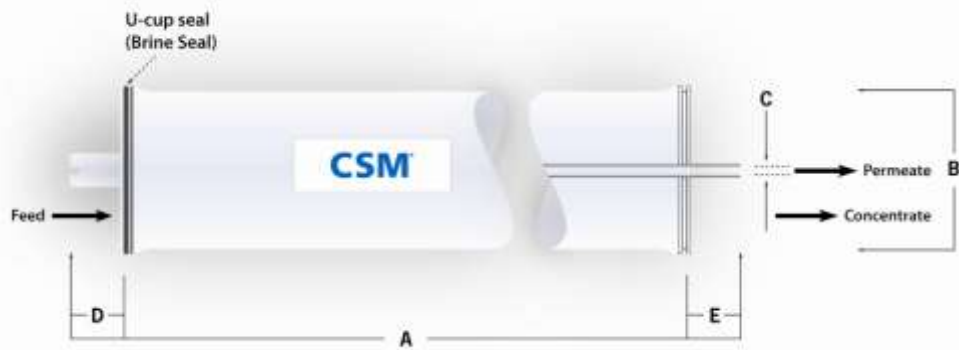 U-cup seal
(Brine Seal)
CSM
C
Permeate
B
Feed
Concentrate
D
A
E